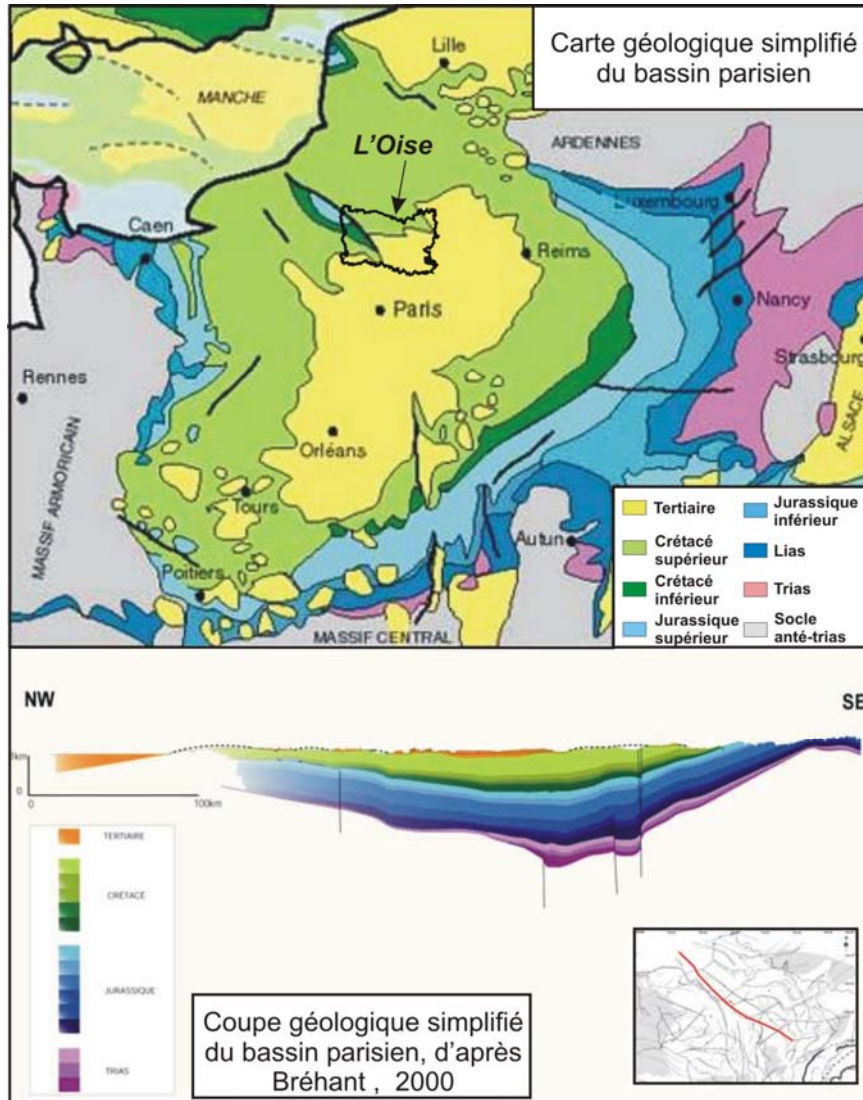 Carte géologique simplifié
du bassin parisien
Lille
MANCHE
L'Oise
ARDENNES
Luxembourg
Caen
Reims
Paris
Nancy
Strasbourg
Rennes
ALSACE
MASSIF ARMORICAIN
Orléans
Tours
Autun
Poitiers
MASSIF CENTRAL
Tertiaire
Crétacé
supérieur
Crétacé
inférieur
Jurassique
supérieur
Jurassique
inférieur
Lias
Trias
Socle
anté-trias
NW
SE
1km
0
0
100km
TERTIAIRE
CRÉTACÉ
JURASSIQUE
TRIAS
Coupe géologique simplifié
du bassin parisien, d'après
Bréhant , 2000